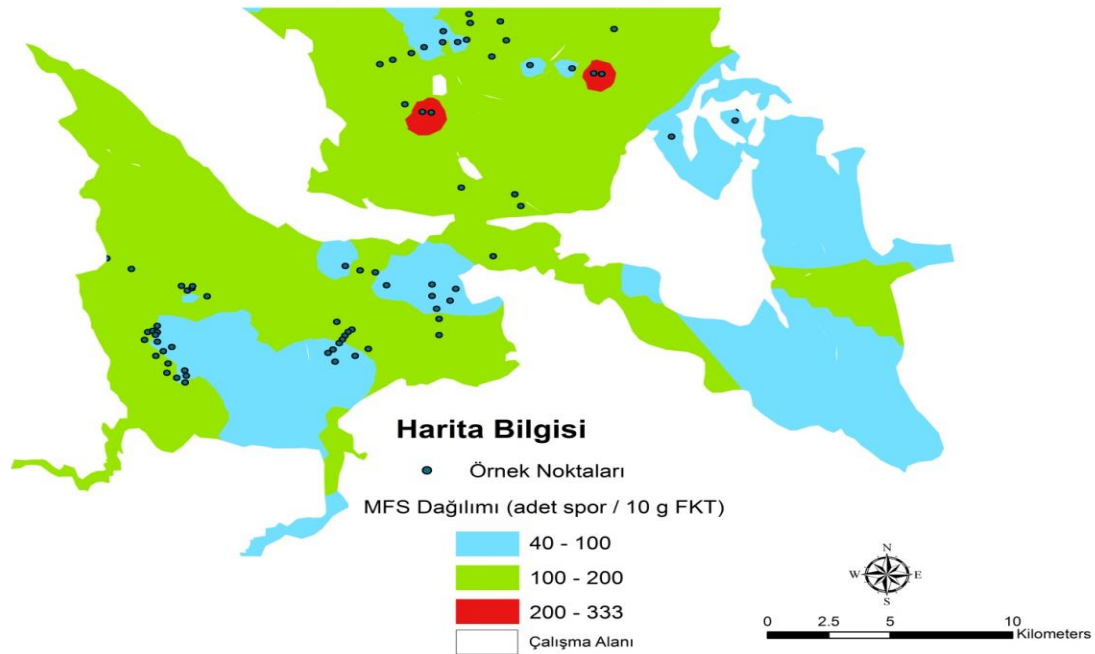 Harita Bilgisi
Örnek Noktaları
MFS Dağılımı (adet spor / 10 g FKT)
40 - 100
100 - 200
200 - 333
Çalışma Alanı
N
W E
S
0 2.5 5 10
Kilometers